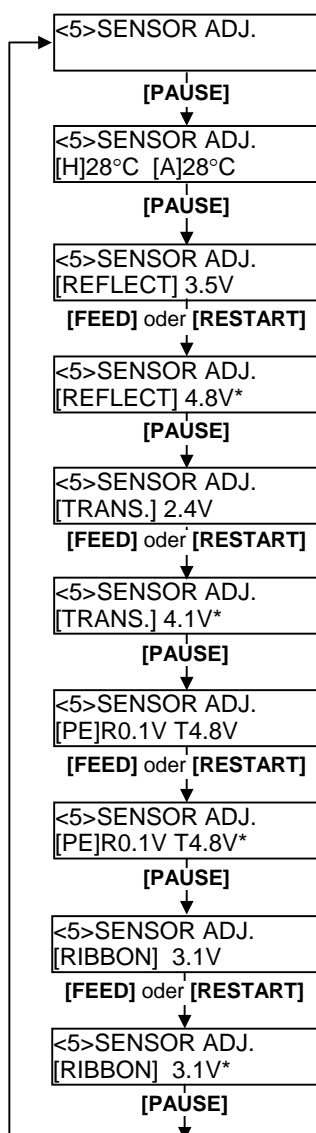 <5>SENSOR ADJ.
[PAUSE]
<5>SENSOR ADJ.
[H]28°C [A]28°C
[PAUSE]
<5>SENSOR ADJ.
[REFLECT] 3.5V
[FEED] oder [RESTART]
<5>SENSOR ADJ.
[REFLECT] 4.8V*
[PAUSE]
<5>SENSOR ADJ.
[TRANS.] 2.4V
[FEED] oder [RESTART]
<5>SENSOR ADJ.
[TRANS.] 4.1V*
[PAUSE]
<5>SENSOR ADJ.
[PE]R0.1V T4.8V
[FEED] oder [RESTART]
<5>SENSOR ADJ.
[PE]R0.1V T4.8V*
[PAUSE]
<5>SENSOR ADJ.
[RIBBON] 3.1V
[FEED] oder [RESTART]
<5>SENSOR ADJ.
[RIBBON] 3.1V*
[PAUSE]